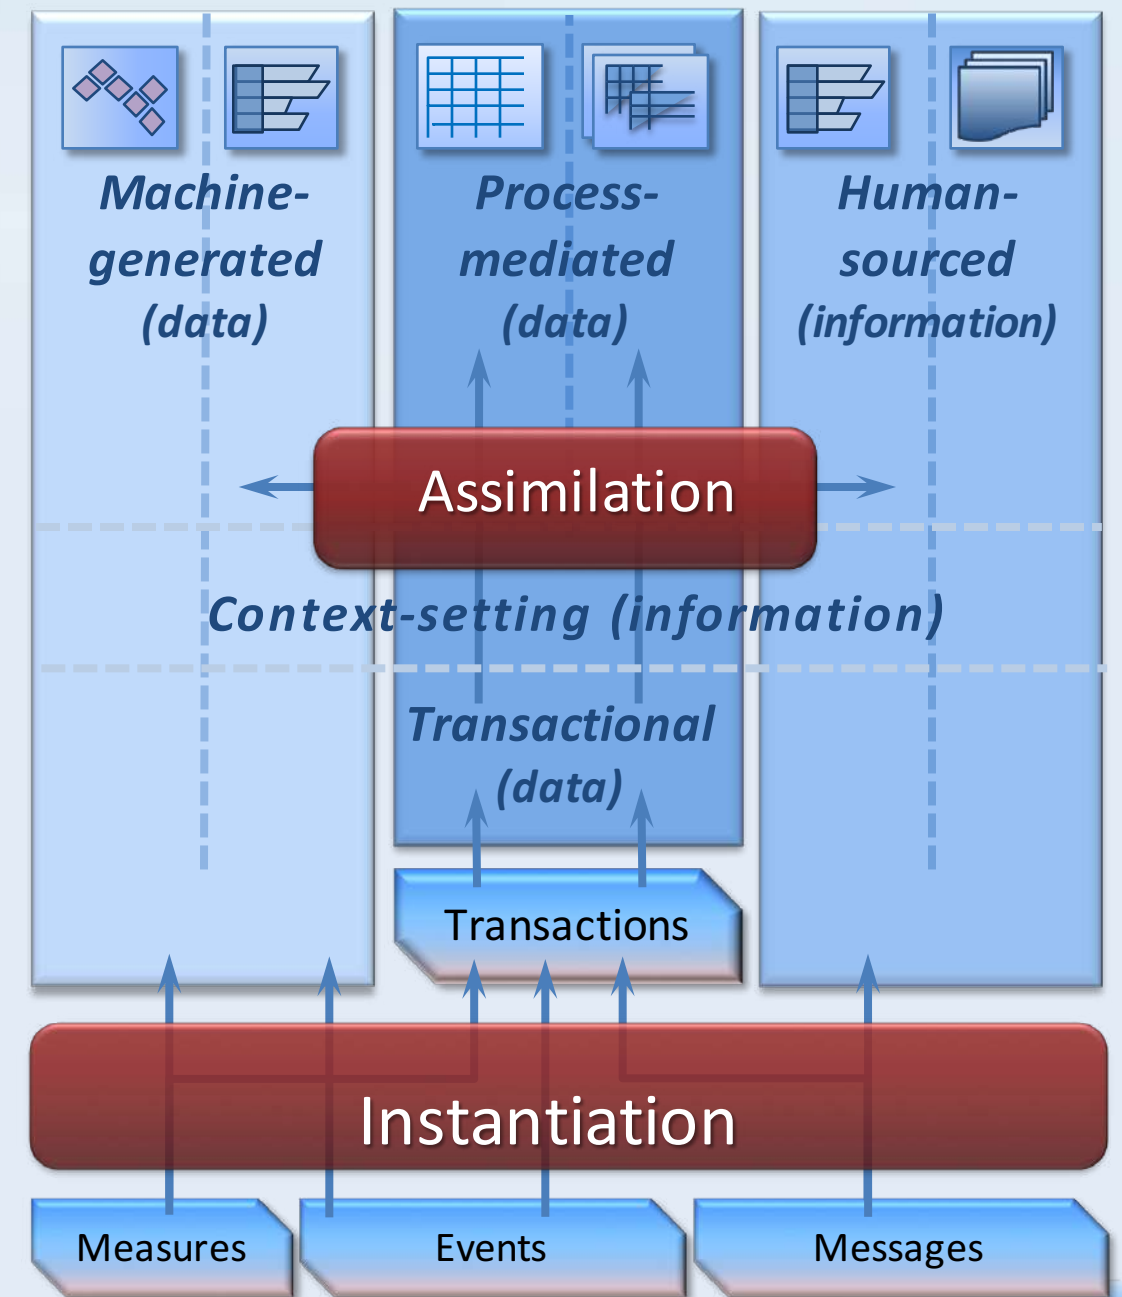 Machine-
generated
(data)
Process-
mediated
(data)
Human-
sourced
(information)
Assimilation
Context-setting (information)
Transactional
(data)
Transactions
Instantiation
Measures
Events
Messages